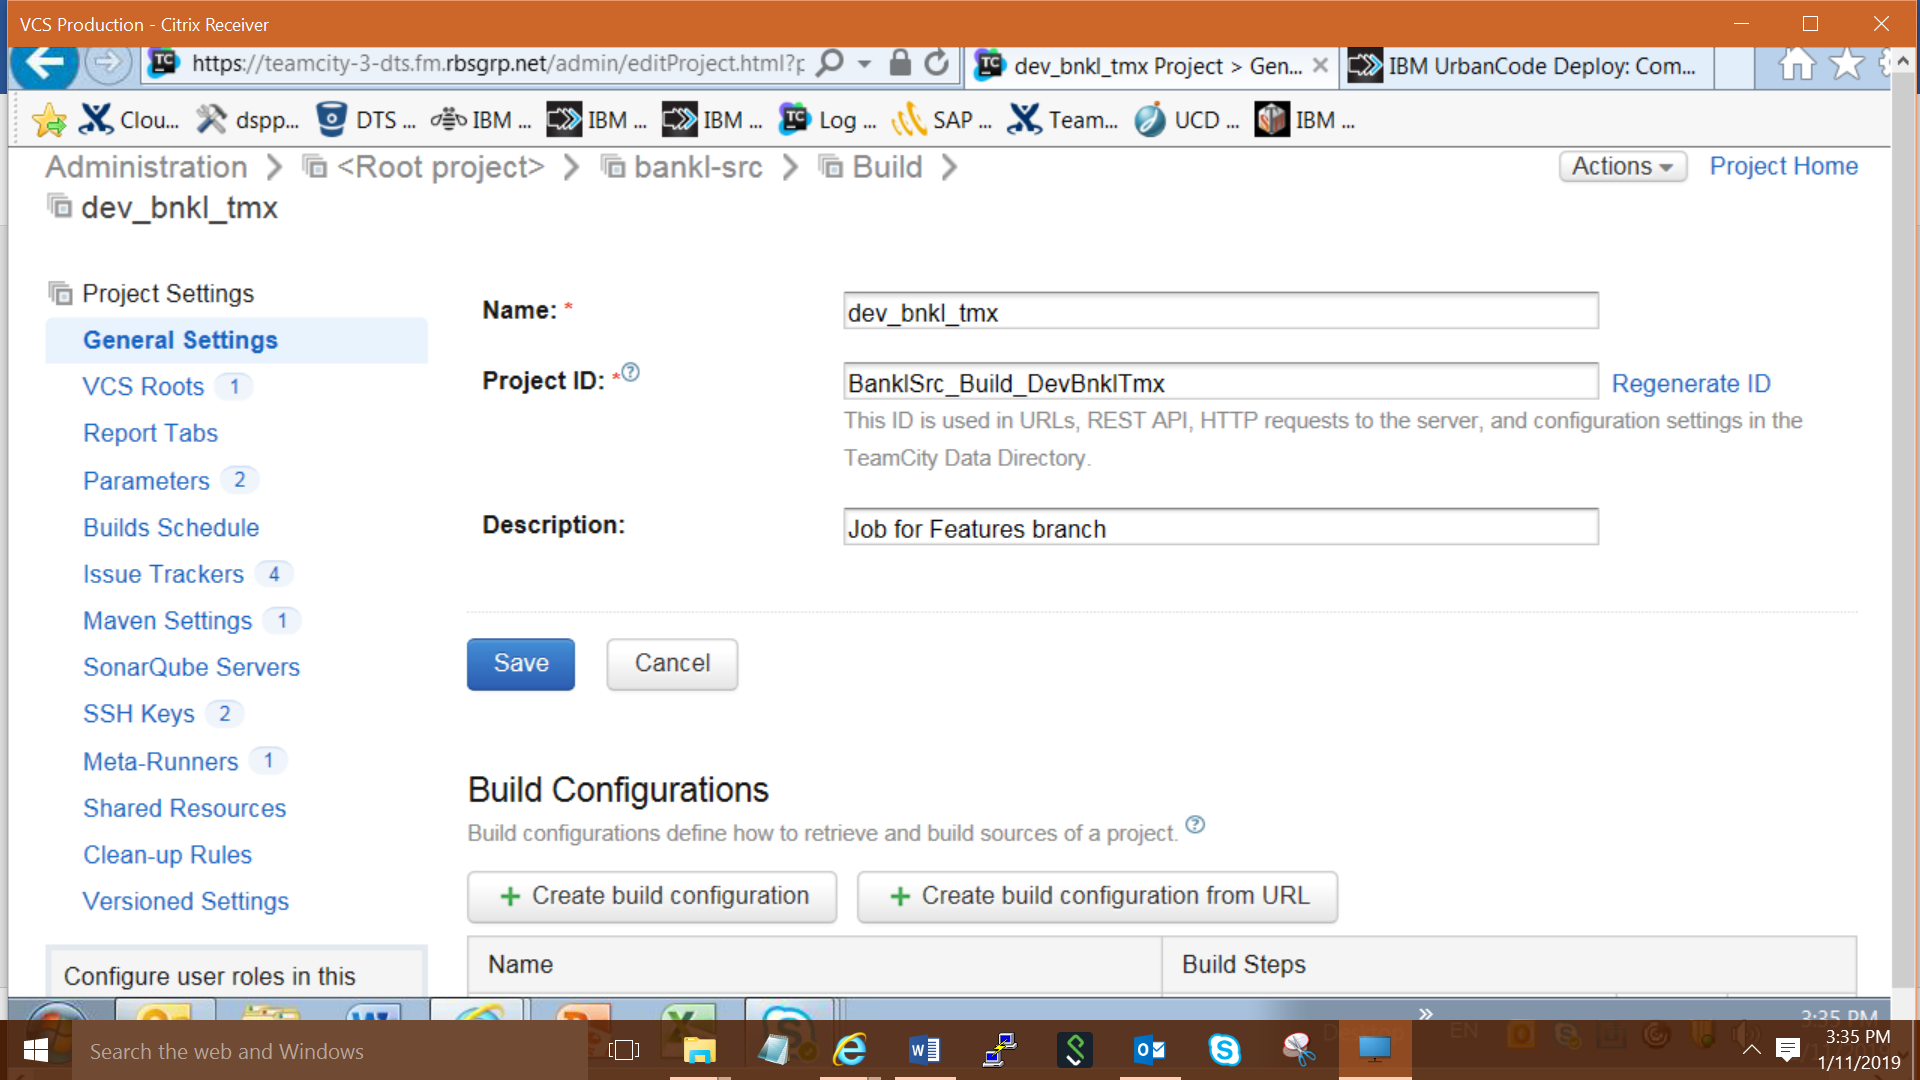 VCS Production - Citrix Receiver
https://teamcity-3-dts.fm.rbsgrp.net/admin/editProject.html?p
TC dev_bnkl_tmx Project > Gen...
IBM UrbanCode Deploy: Com...
Clou... dspp... DTS ... IBM ... IBM ... IBM ... TC Log ... SAP ... Team... UCD ... IBM ...
Administration <Root project> bankl-src Build
Actions Project Home
dev_bnkl_tmx
Project Settings
General Settings
VCS Roots 1
Report Tabs
Parameters 2
Builds Schedule
Issue Trackers 4
Maven Settings 1
SonarQube Servers
SSH Keys 2
Meta-Runners 1
Shared Resources
Clean-up Rules
Versioned Settings
Configure user roles in this
Name: * dev_bnkl_tmx
Project ID: * ? BanklSrc_Build_DevBnklTmx Regenerate ID
This ID is used in URLs, REST API, HTTP requests to the server, and configuration settings in the
TeamCity Data Directory.
Description: Job for Features branch
Save Cancel
Build Configurations
Build configurations define how to retrieve and build sources of a project. ?
+ Create build configuration + Create build configuration from URL
Name Build Steps
3:35 PM
Search the web and Windows
Desktop
EN
3:35 PM
1/11/2019